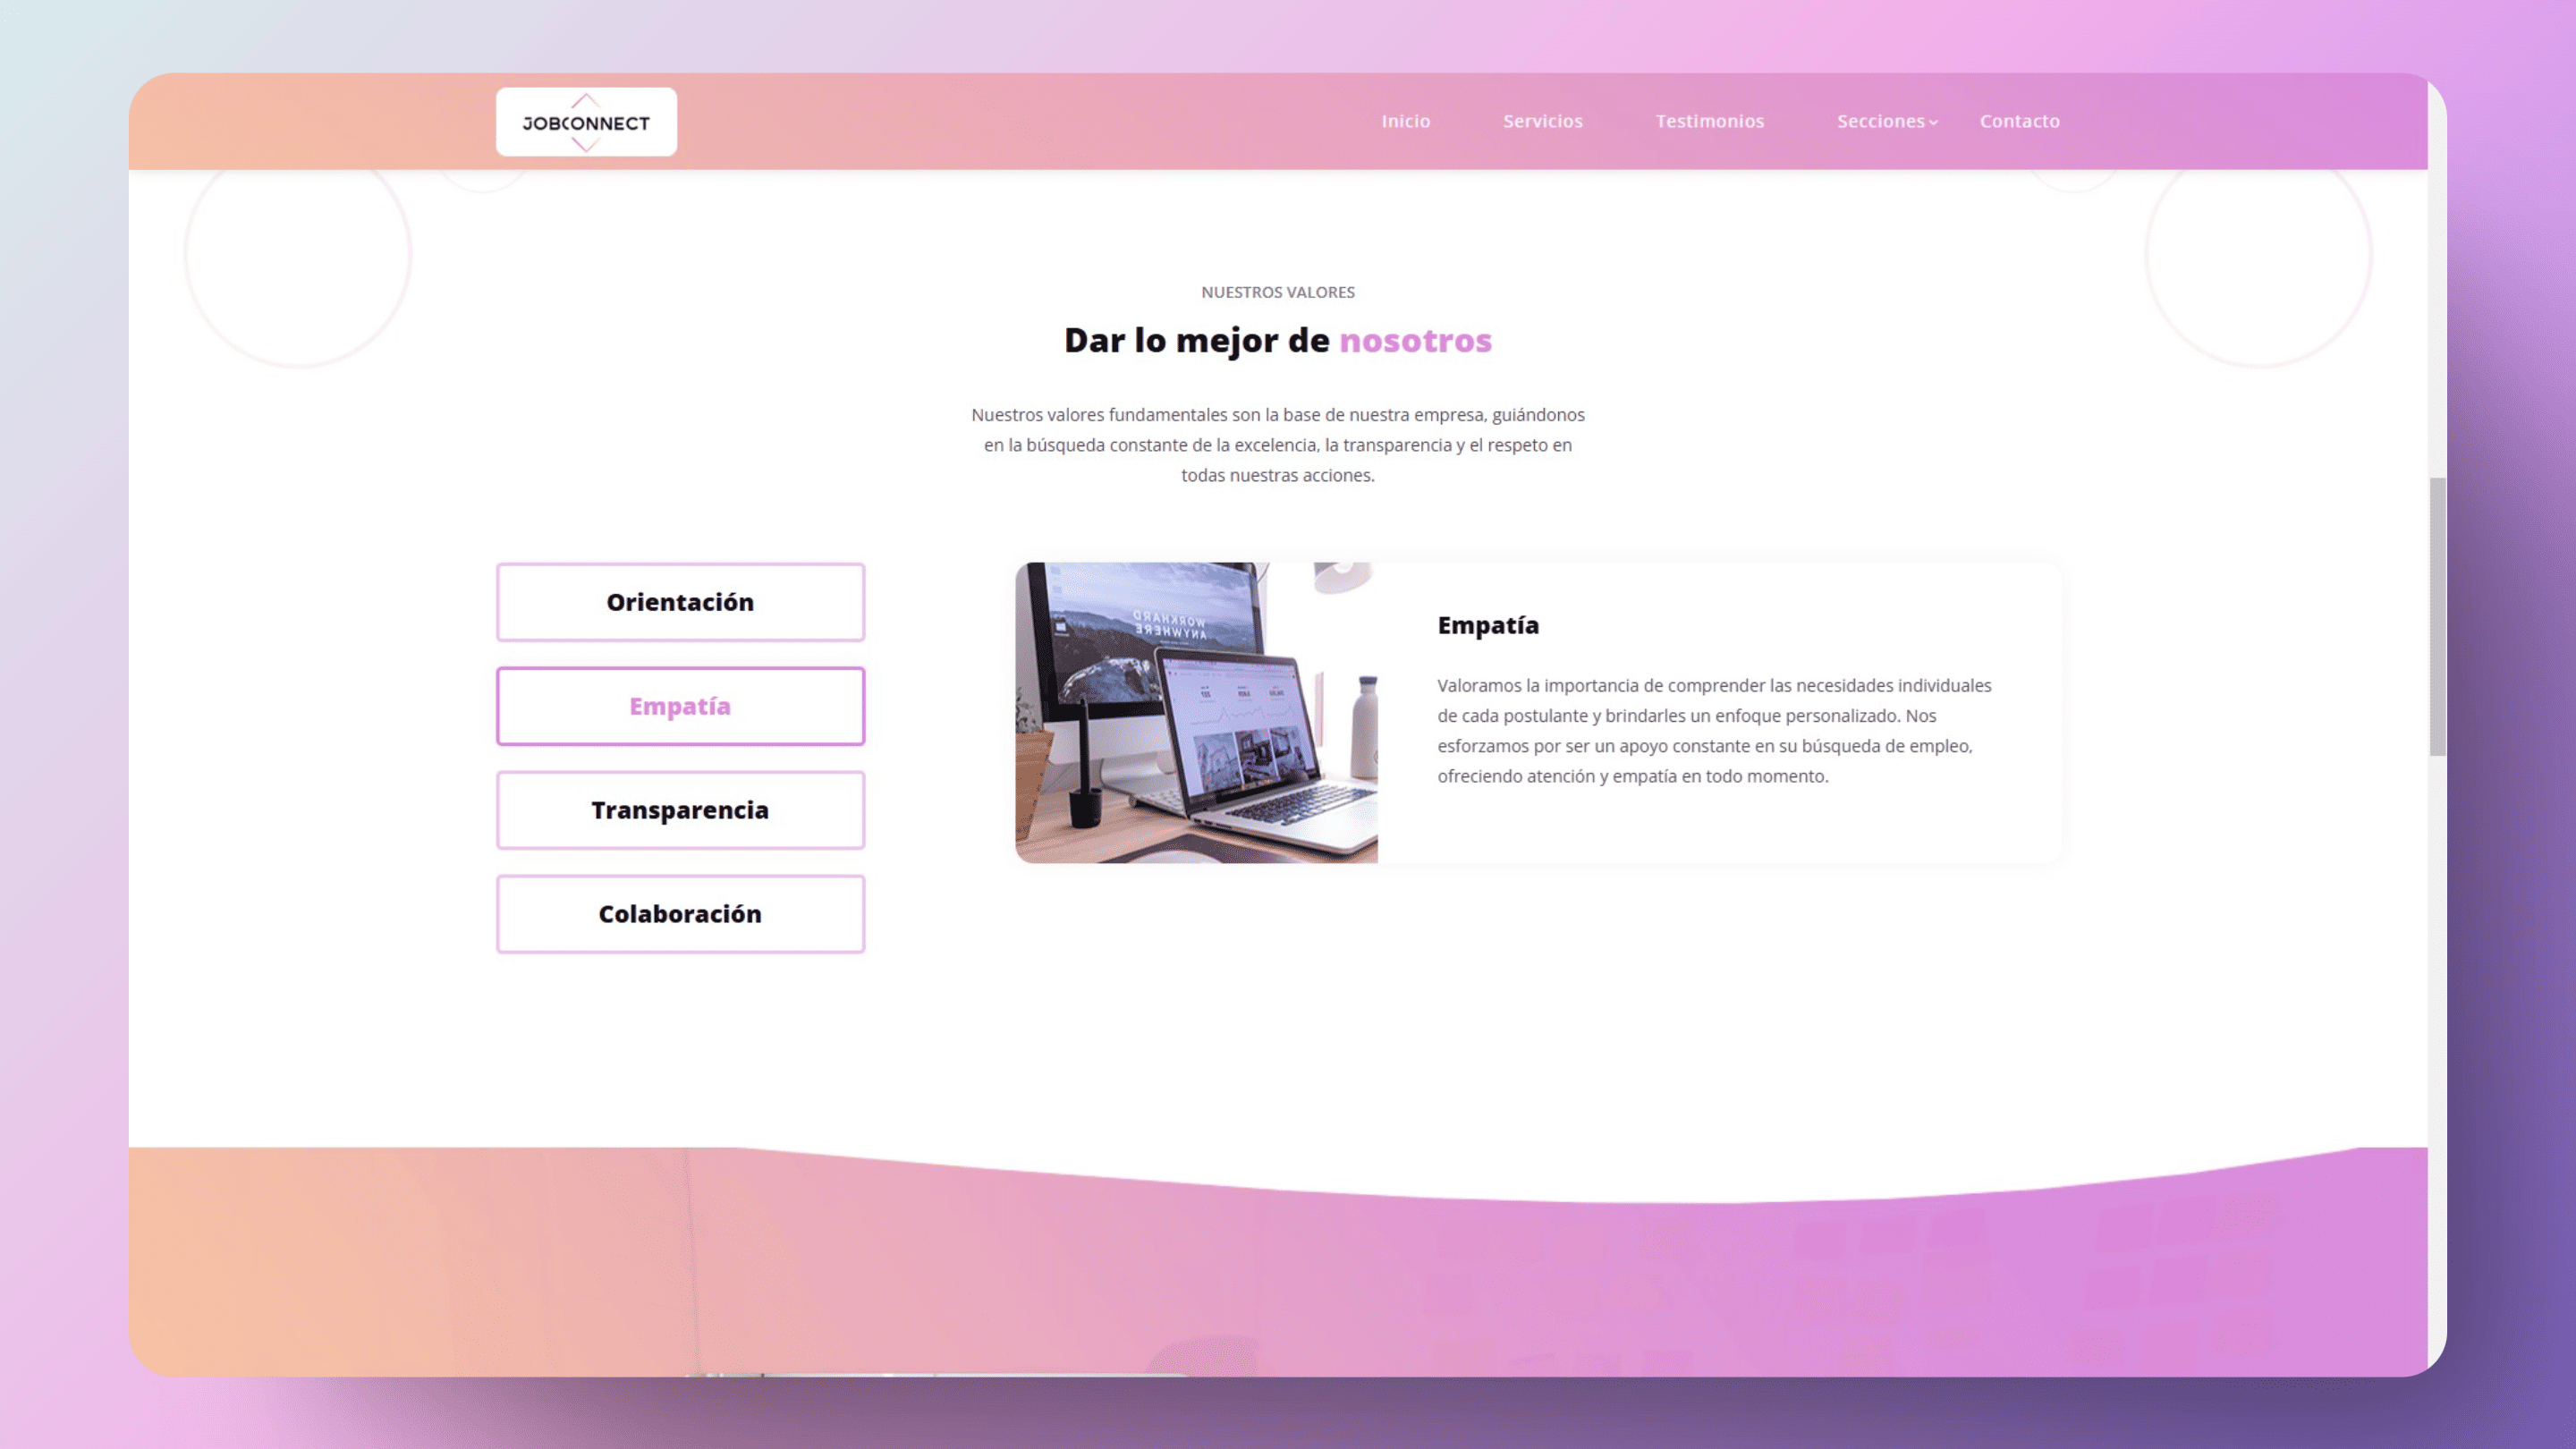 JOBCONNECT
Inicio
Servicios
Testimonios
Secciones
Contacto
NUESTROS VALORES
Dar lo mejor de nosotros
Nuestros valores fundamentales son la base de nuestra empresa, guiándonos
en la búsqueda constante de la excelencia, la transparencia y el respeto en
todas nuestras acciones.
Orientación
Empatía
Transparencia
Colaboración
WORKHARD
ANYWHERE
Empatía
Valoramos la importancia de comprender las necesidades individuales
de cada postulante y brindarles un enfoque personalizado. Nos
esforzamos por ser un apoyo constante en su búsqueda de empleo,
ofreciendo atención y empatía en todo momento.